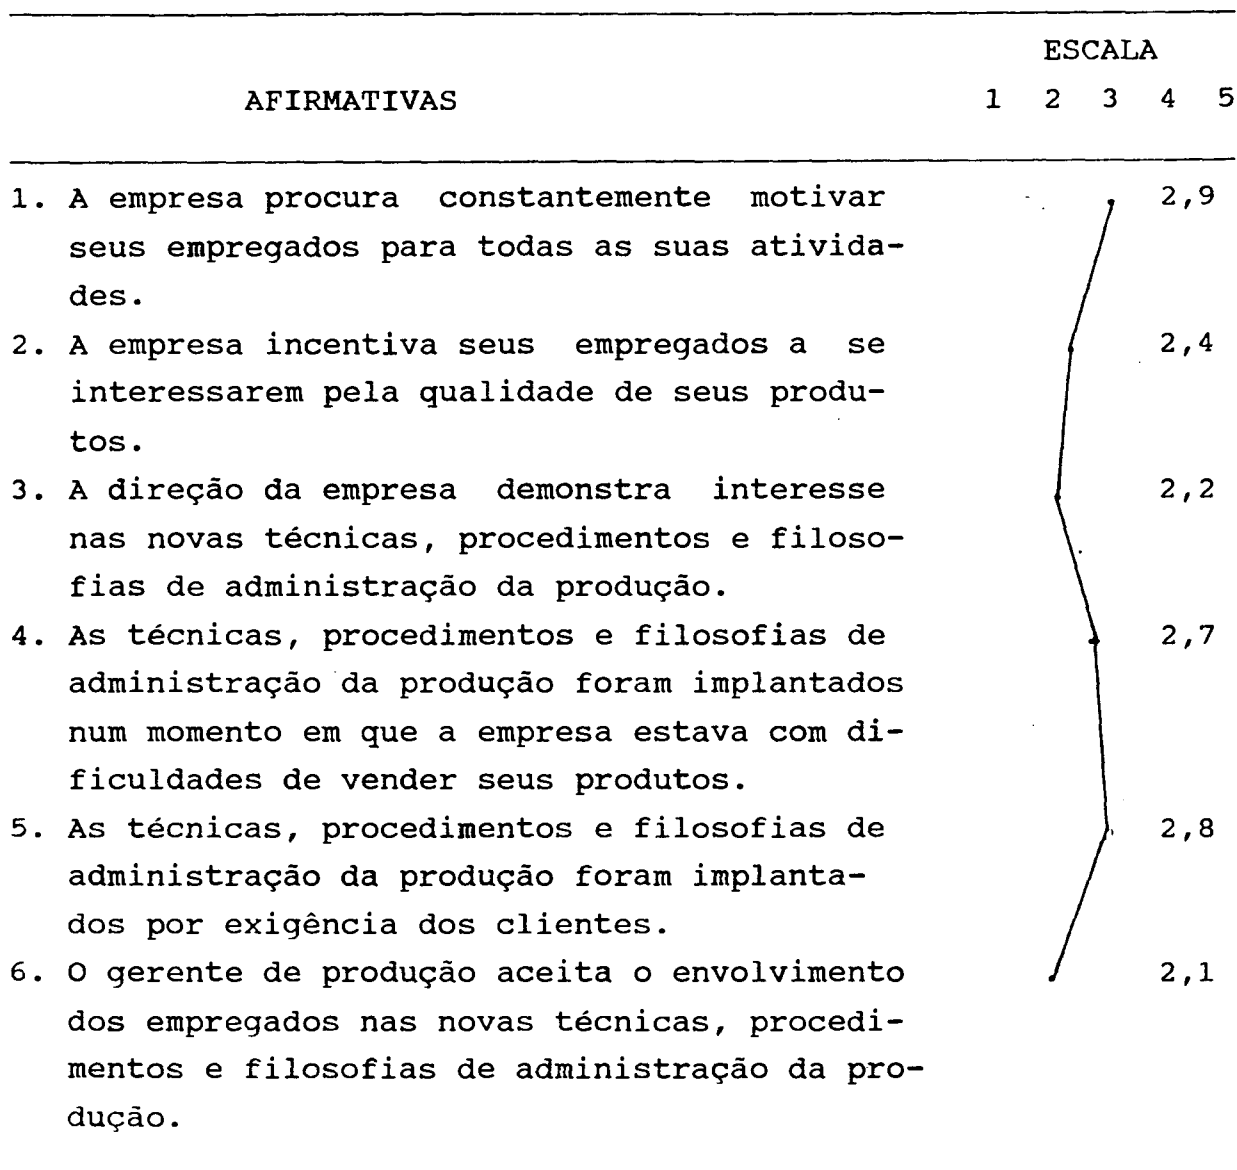 ESCALA
AFIRMATIVAS 1 2 3 4 5
1. A empresa procura constantemente motivar 2,9
seus empregados para todas as suas ativida-
des.
2. A empresa incentiva seus empregados a se 2,4
interessarem pela qualidade de seus produ-
tos.
3. A direção da empresa demonstra interesse 2,2
nas novas técnicas, procedimentos e filoso-
fias de administração da produção.
4. As técnicas, procedimentos e filosofias de 2,7
administração da produção foram implantados
num momento em que a empresa estava com di-
ficuldades de vender seus produtos.
5. As técnicas, procedimentos e filosofias de 2,8
administração da produção foram implanta-
dos por exigência dos clientes.
6. O gerente de produção aceita o envolvimento 2,1
dos empregados nas novas técnicas, procedi-
mentos e filosofias de administração da pro-
dução.